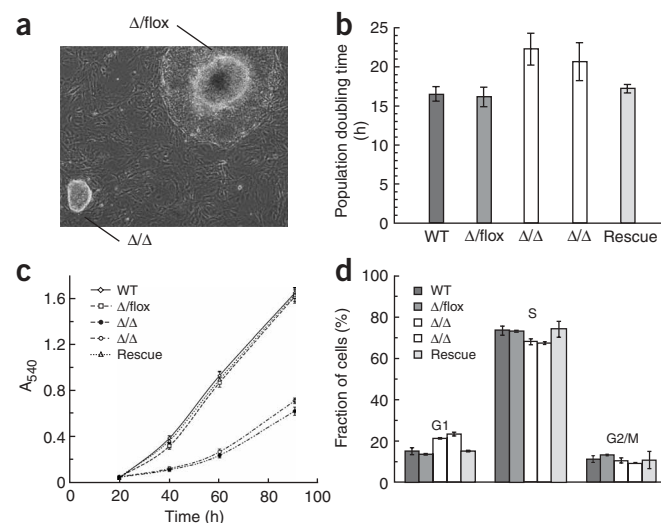 a
Δ/flox
Δ/Δ
b
Population doubling time
(h)
25
20
15
10
5
0
WT
Δ/flox
Δ/Δ
Δ/Δ
Rescue
c
WT
Δ/flox
Δ/Δ
Δ/Δ
Rescue
A540
1.6
1.2
0.8
0.4
0
0
20
40
60
80
100
Time (h)
d
WT
Δ/flox
Δ/Δ
Δ/Δ
Rescue
Fraction of cells (%)
100
80
60
40
20
0
G1
S
G2/M